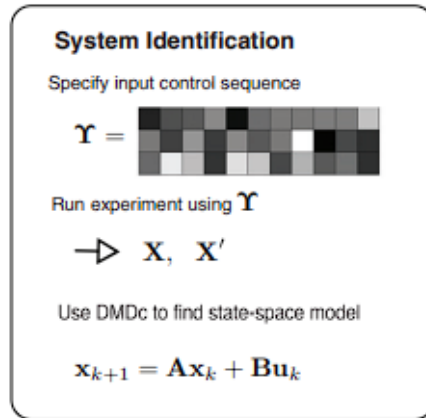 System Identification
Specify input control sequence
ϒ =
Run experiment using ϒ
X, X′
Use DMDc to find state-space model
xₖ₊₁ = Axₖ + Buₖ